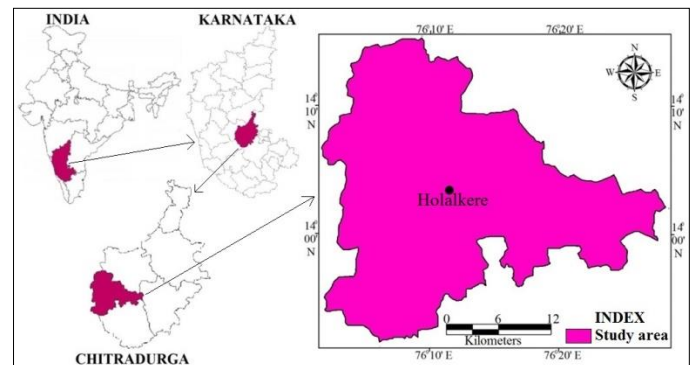 INDIA
KARNATAKA
CHITRADURGA
76°10' E
76°20' E
14°
10'
N
14°
00'
N
14°
10'
N
14°
00'
N
N
W
E
S
Holalkere
INDEX
Study area
0
6
12
Kilometers
76°10' E
76°20' E